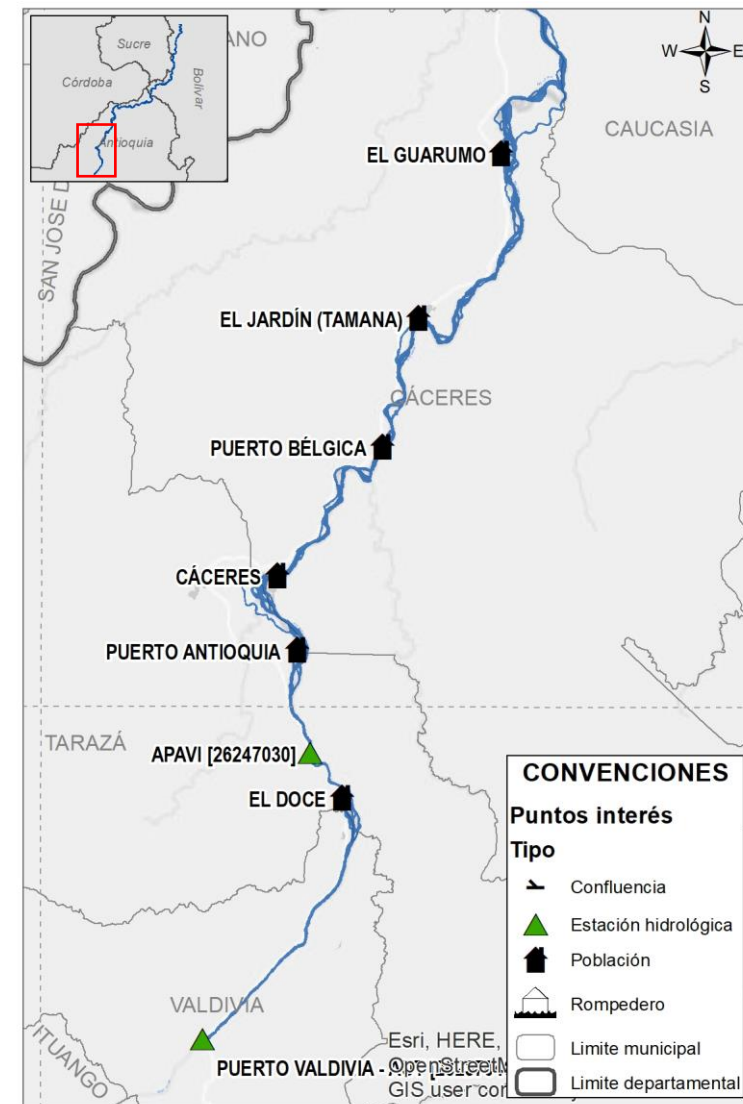 Sucre
Córdoba
Bolivar
Antioquia
ANO
N
W E
S
CAUCASIA
SAN JOSE D
EL GUARUMO
EL JARDÍN (TAMANA)
CÁCERES
PUERTO BÉLGICA
CÁCERES
PUERTO ANTIOQUIA
TARAZÁ
APAVI [26247030]
EL DOCE
VALDIVIA
ITUANGO
PUERTO VALDIVIA -
Esri, HERE,
GIS user
CONVENCIONES
Puntos interés
Tipo
Confluencia
Estación hidrológica
Población
Rompedero
Limite municipal
Limite departamental